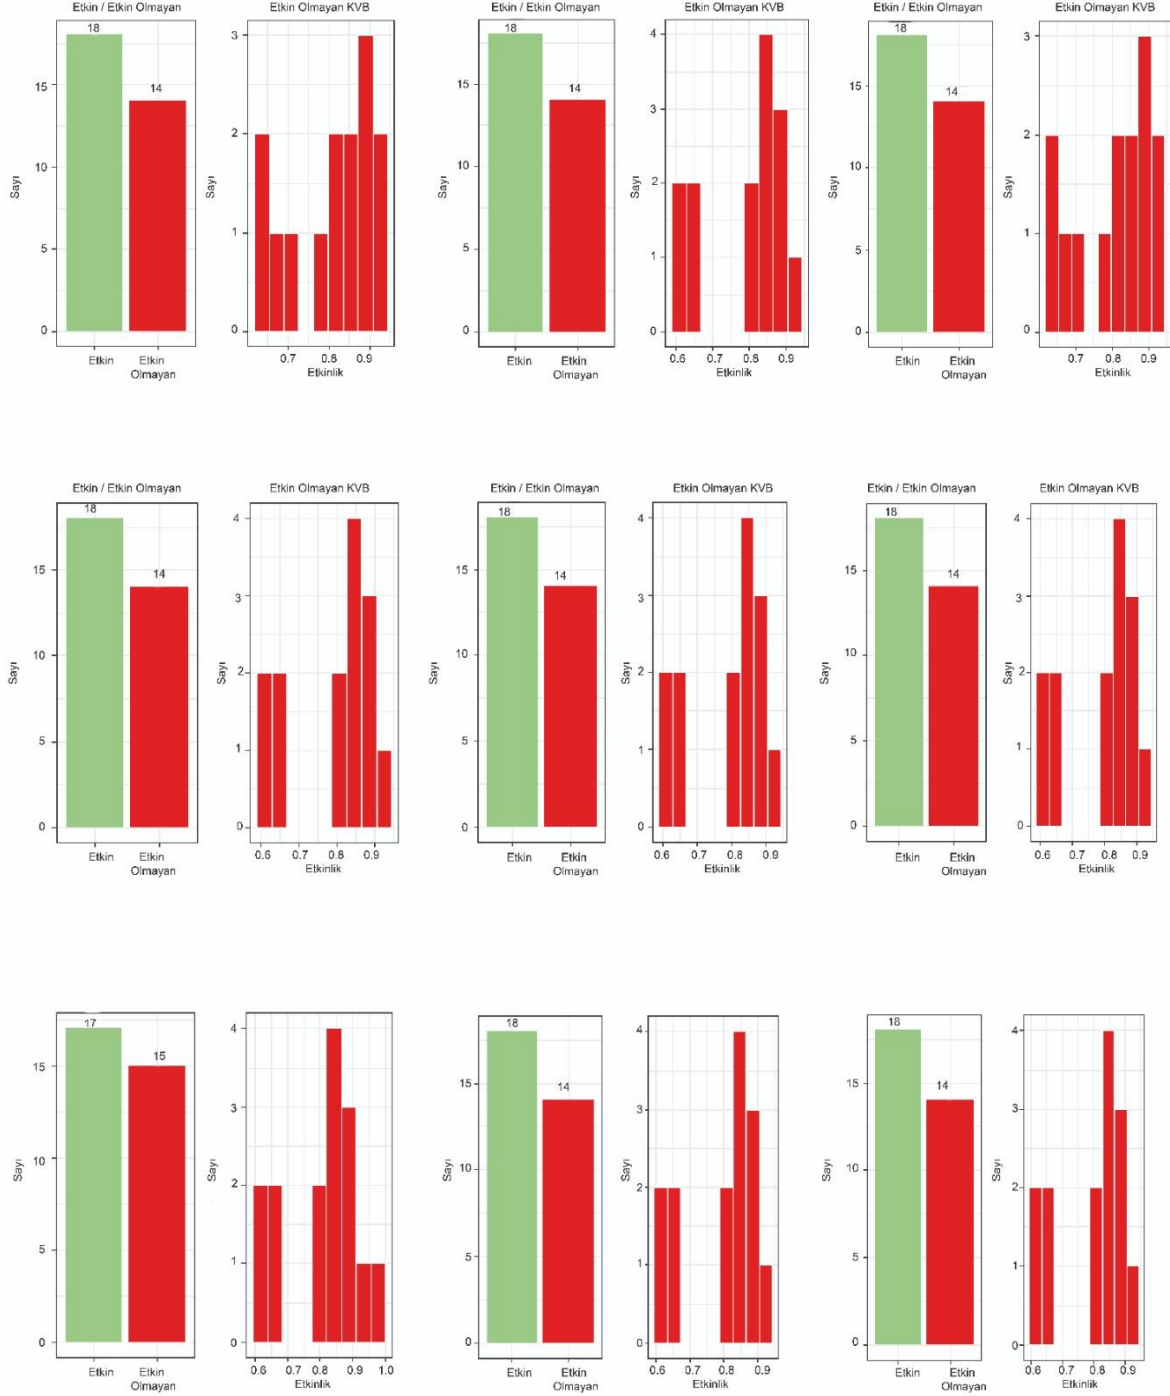 Etkin / Etkin Olmayan
18
14
15
10
5
0
Sayı
Etkin
Etkin
Olmayan
Etkin Olmayan KVB
3
2
1
0
Sayı
0.7 0.8 0.9
Etkinlik
Etkin / Etkin Olmayan
18
14
15
10
5
0
Sayı
Etkin
Etkin
Olmayan
Etkin Olmayan KVB
4
3
2
1
0
Sayı
0.6 0.7 0.8 0.9
Etkinlik
Etkin / Etkin Olmayan
18
14
15
10
5
0
Sayı
Etkin
Etkin
Olmayan
Etkin Olmayan KVB
3
2
1
0
Sayı
0.7 0.8 0.9
Etkinlik
Etkin / Etkin Olmayan
18
14
15
10
5
0
Sayı
Etkin
Etkin
Olmayan
Etkin Olmayan KVB
4
3
2
1
0
Sayı
0.6 0.7 0.8 0.9
Etkinlik
Etkin / Etkin Olmayan
18
14
15
10
5
0
Sayı
Etkin
Etkin
Olmayan
Etkin Olmayan KVB
4
3
2
1
0
Sayı
0.6 0.7 0.8 0.9
Etkinlik
Etkin / Etkin Olmayan
18
14
15
10
5
0
Sayı
Etkin
Etkin
Olmayan
Etkin Olmayan KVB
4
3
2
1
0
Sayı
0.6 0.7 0.8 0.9
Etkinlik
17
15
15
10
5
0
Sayı
Etkin
Etkin
Olmayan
4
3
2
1
0
Sayı
0.6 0.7 0.8 0.9 1.0
Etkinlik
18
14
15
10
5
0
Sayı
Etkin
Etkin
Olmayan
4
3
2
1
0
Sayı
0.6 0.7 0.8 0.9
Etkinlik
18
14
15
10
5
0
Sayı
Etkin
Etkin
Olmayan
4
3
2
1
0
Sayı
0.6 0.7 0.8 0.9
Etkinlik